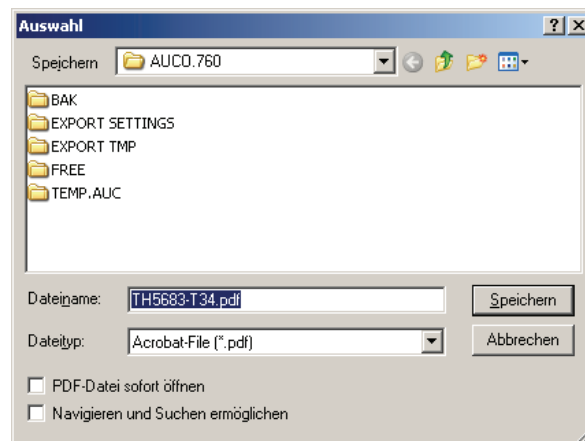 Auswahl
Speichern AUCO.760
BAK
EXPORT SETTINGS
EXPORT TMP
FREE
TEMP.AUC
Dateiname: TH5683-T34.pdf Speichern
Dateityp: Acrobat-File (*.pdf) Abbrechen
PDF-Datei sofort öffnen
Navigieren und Suchen ermöglichen